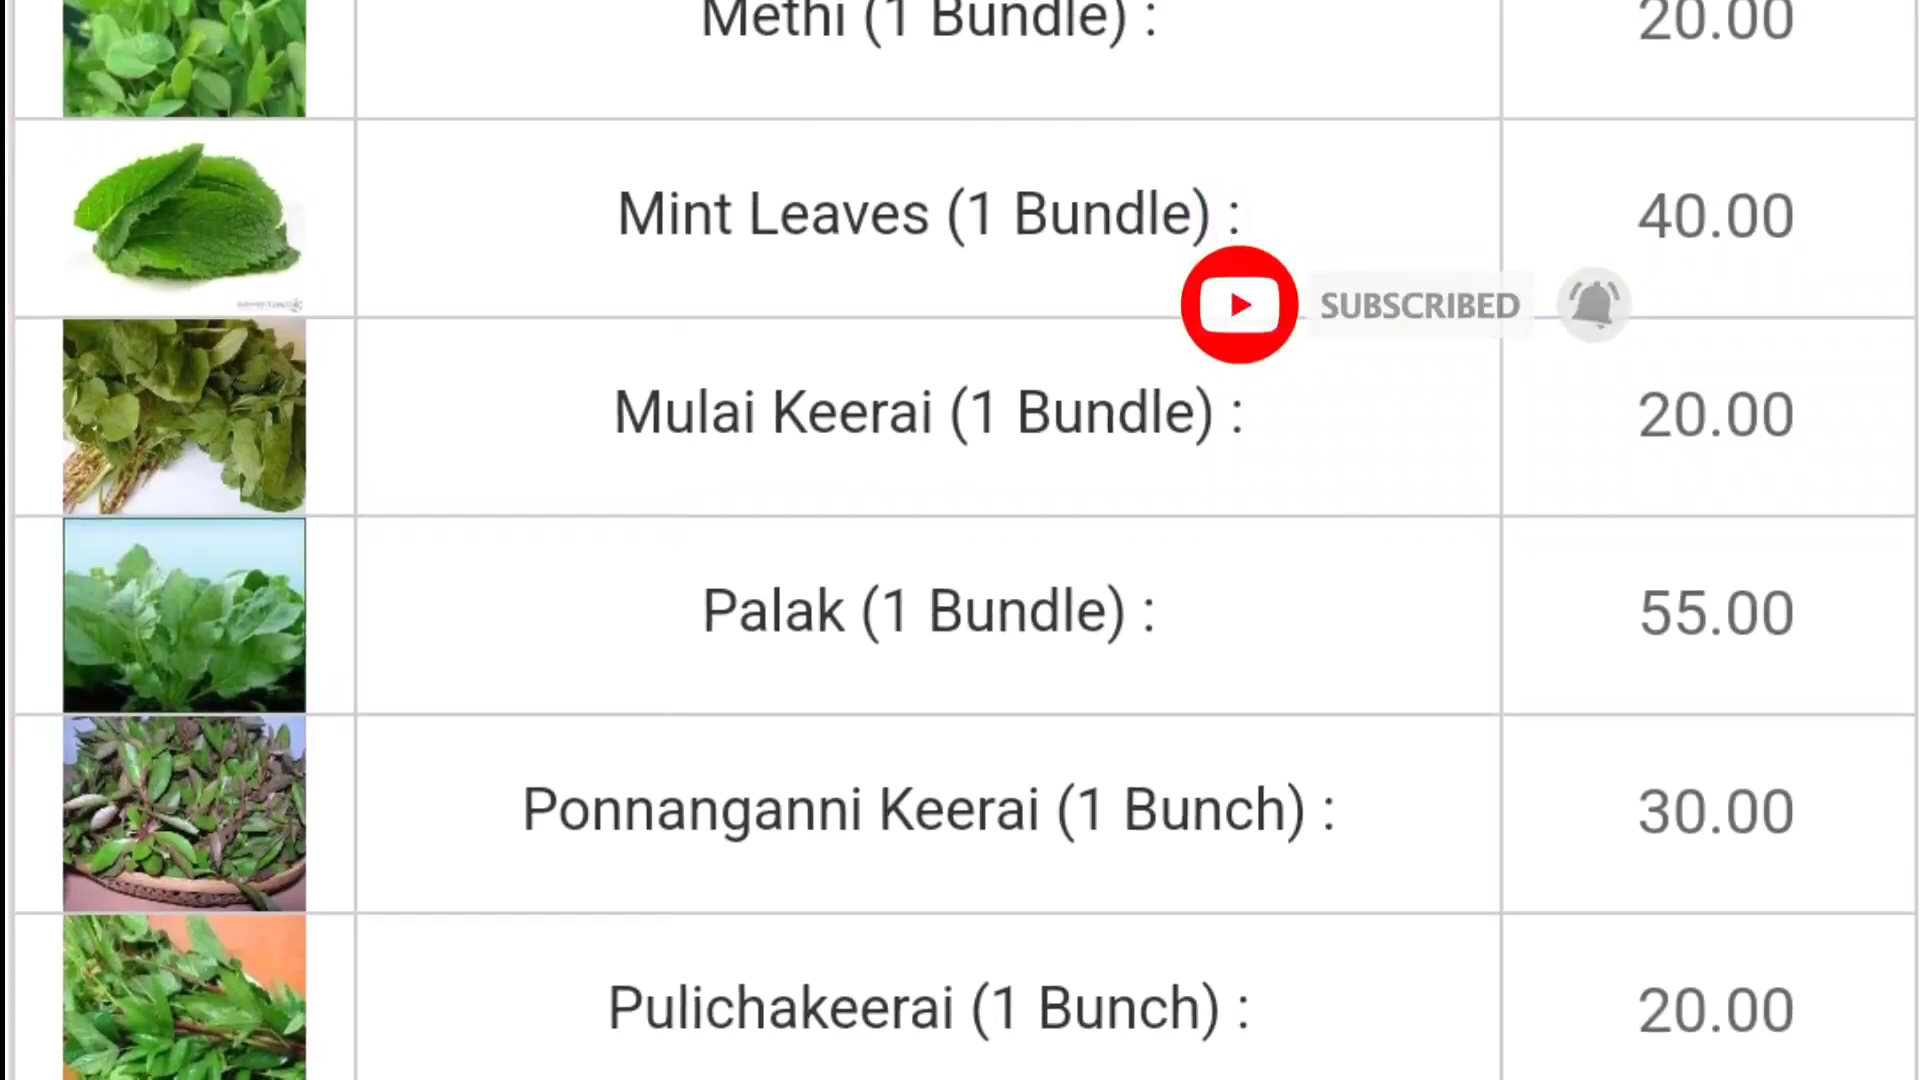 Methi (1 Bundle) : 20.00
Mint Leaves (1 Bundle) : 40.00
SUBSCRIBED
Mulai Keerai (1 Bundle) : 20.00
Palak (1 Bundle) : 55.00
Ponnanganni Keerai (1 Bunch) : 30.00
Pulichakeerai (1 Bunch) : 20.00